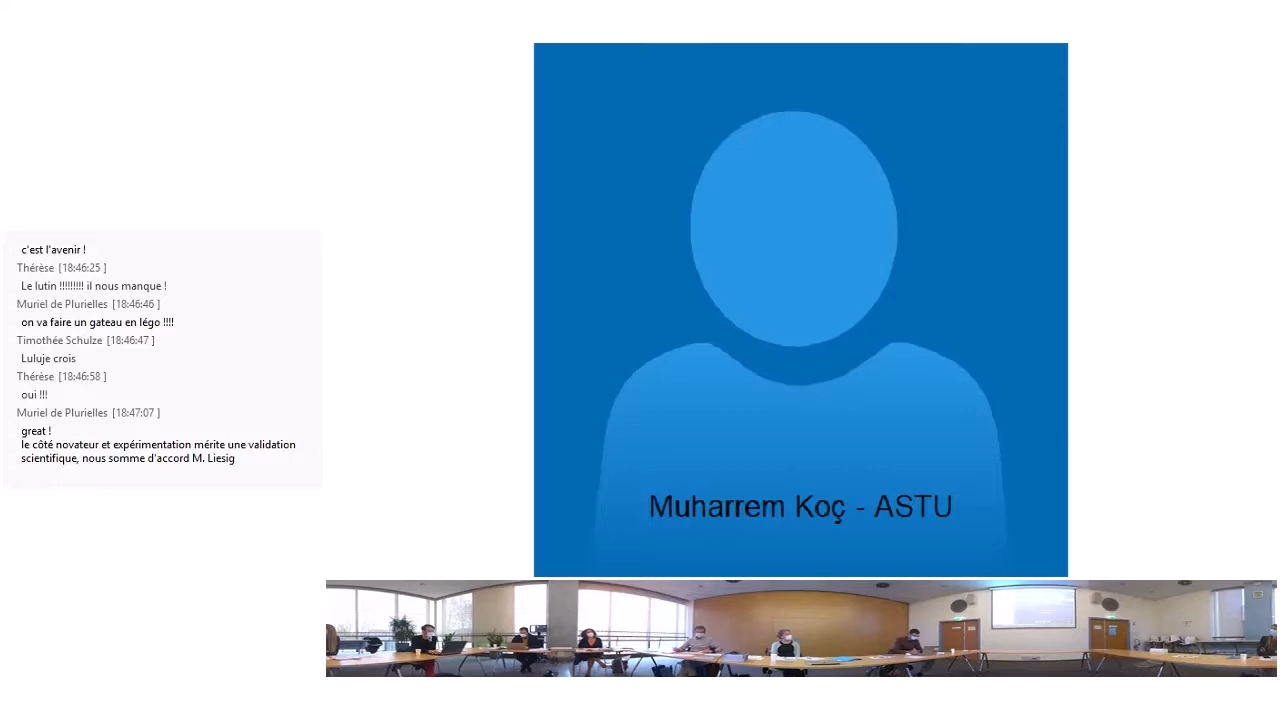 c'est l'avenir !
Thérèse [18:46:25 ]
Le lutin !!!!!!!!! il nous manque !
Muriel de Plurielles [18:46:46 ]
on va faire un gateau en légo !!!!
Timothée Schulze [18:46:47 ]
Luluje crois
Thérèse [18:46:58 ]
oui !!!
Muriel de Plurielles [18:47:07 ]
great !
le côté novateur et expérimentation mérite une validation
scientifique, nous somme d'accord M. Liesig
Muharrem Koç - ASTU